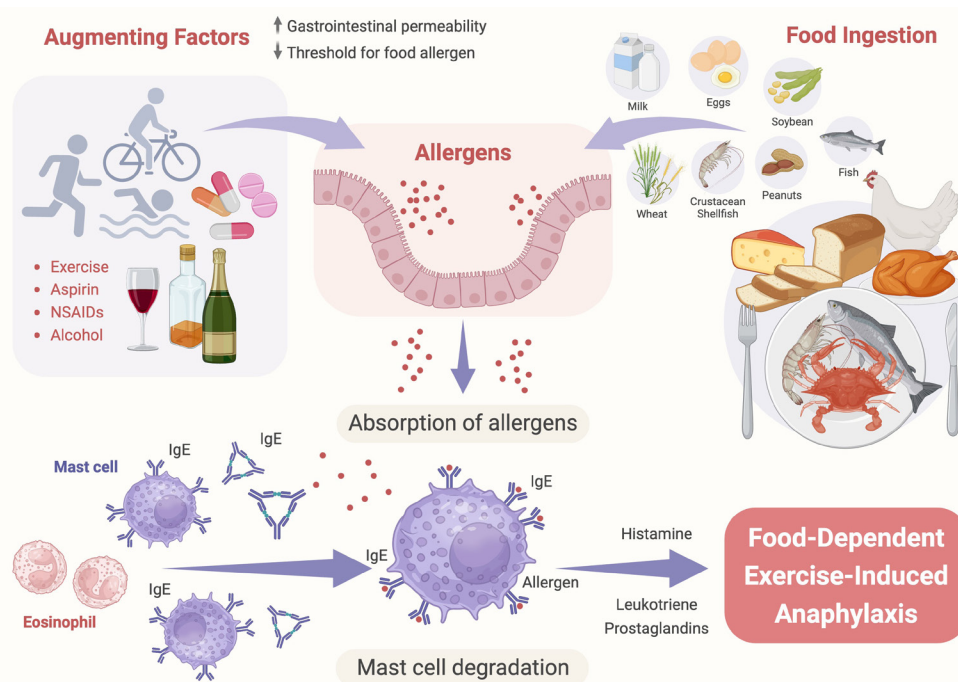 Augmenting Factors
Gastrointestinal permeability
Threshold for food allergen
Food Ingestion
Milk
Eggs
Soybean
Wheat
Crustacean
Shellfish
Peanuts
Fish
Allergens
• Exercise
• Aspirin
• NSAIDs
• Alcohol
Absorption of allergens
Mast cell
IgE
IgE
IgE
IgE
IgE
Allergen
Eosinophil
Histamine
Leukotriene
Prostaglandins
Food-Dependent
Exercise-Induced
Anaphylaxis
Mast cell degradation